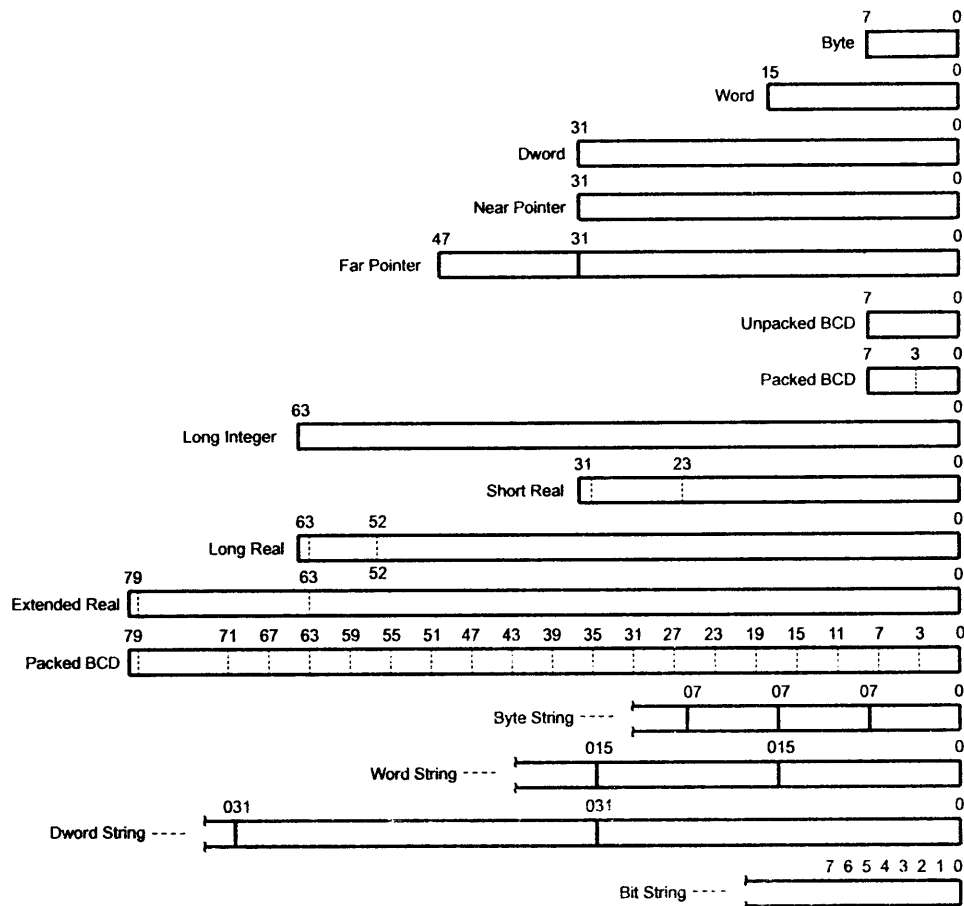 7 0
Byte
15 0
Word
31 0
Dword
31 0
Near Pointer
47 31 0
Far Pointer
7 0
Unpacked BCD
7 3 0
Packed BCD
63 0
Long Integer
31 23 0
Short Real
63 52 0
Long Real
52
79 63 0
Extended Real
79 71 67 63 59 55 51 47 43 39 35 31 27 23 19 15 11 7 3 0
Packed BCD
07 07 07 0
Byte String ----
015 015 0
Word String ----
031 031 0
Dword String ----
7 6 5 4 3 2 1 0
Bit String ----